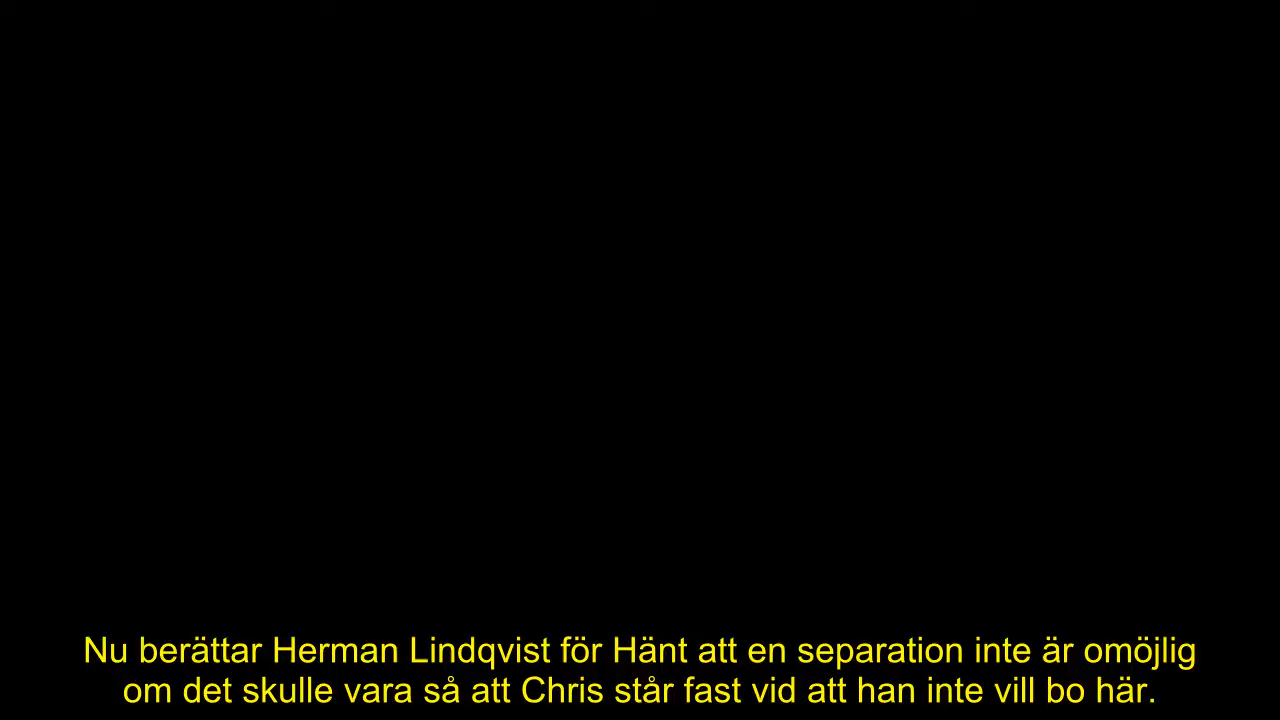 Nu berättar Herman Lindqvist för Hänt att en separation inte är omöjlig
om det skulle vara så att Chris står fast vid att han inte vill bo här.